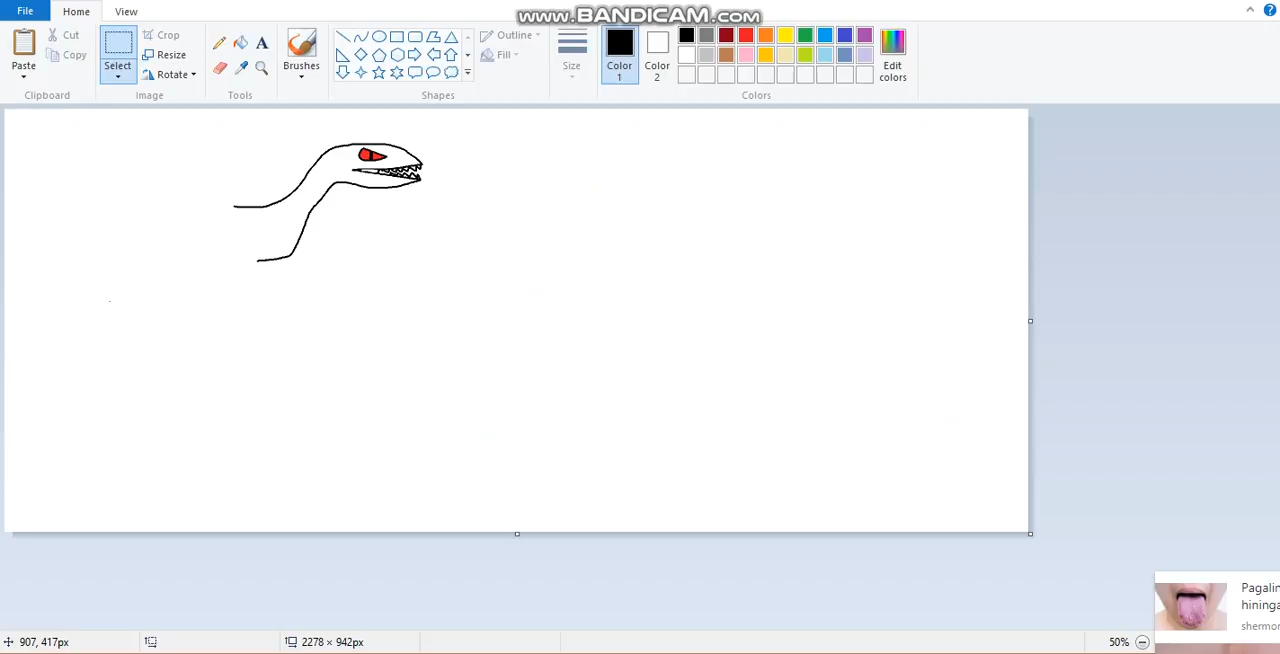 www.BANDICAM.com
File Home View
Paste
Cut
Copy
Clipboard
Select
Crop
Resize
Rotate
Image
Tools
Brushes
Shapes
Outline
Fill
Size
Color 1
Color 2
Colors
Edit colors
Pagalin
hininga
shermor
907, 417px
2278 × 942px
50%